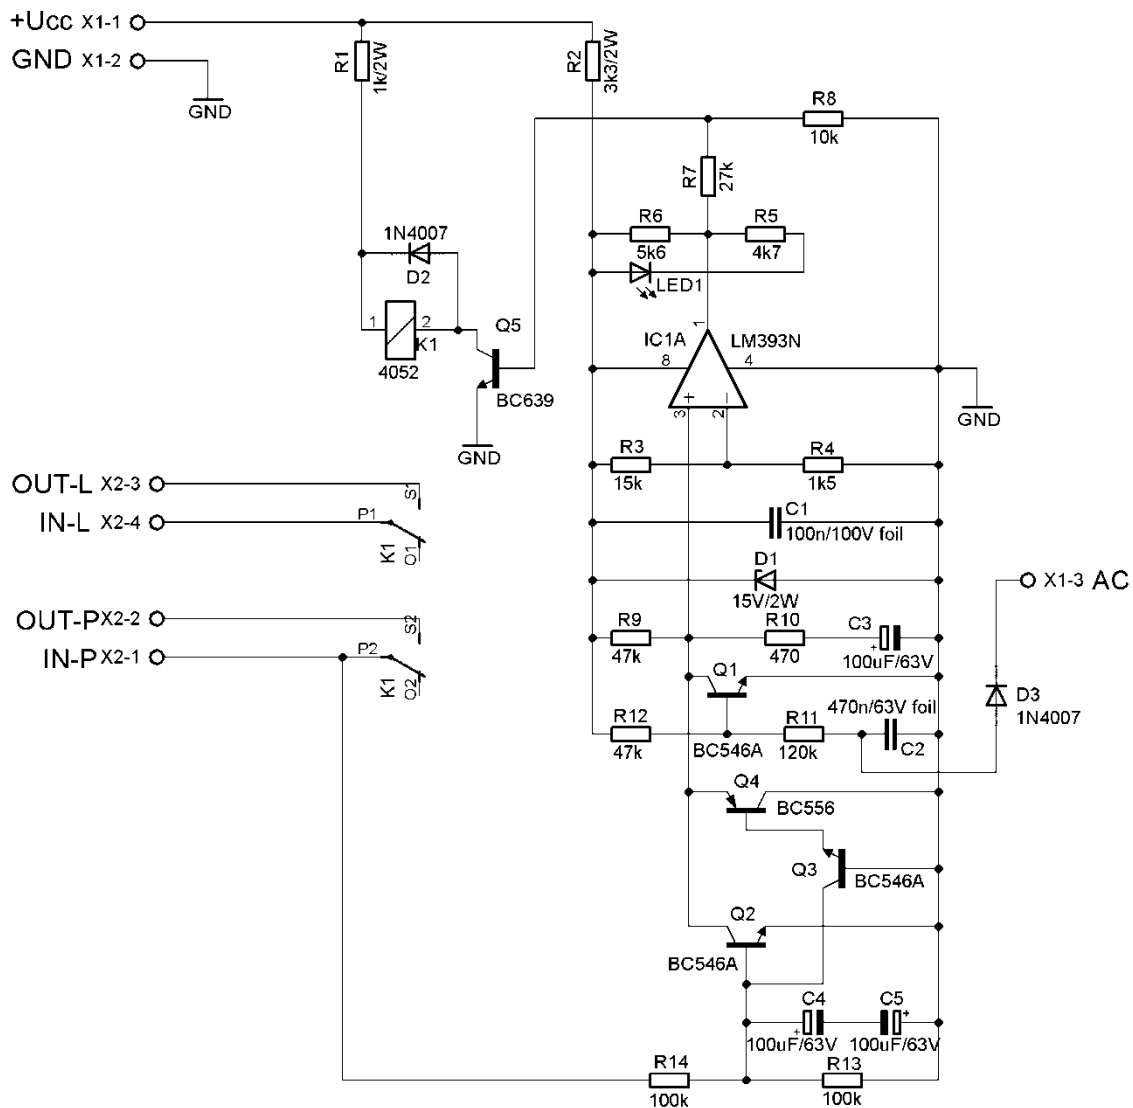 +Ucc X1-1
GND X1-2
GND
R1
1k/2W
R2
3k3/2W
R8
10k
R7
27k
R6
5k6
R5
4k7
LED1
1N4007
D2
1 2
K1
4052
Q5
BC639
GND
IC1A
LM393N
1
8
4
3
2
+
−
GND
R3
15k
R4
1k5
OUT-L X2-3
S1
IN-L X2-4
P1
K1
O1
C1
100n/100V foil
D1
15V/2W
X1-3 AC
OUT-P X2-2
S2
IN-P X2-1
P2
K1
O2
R9
47k
R10
470
C3
+
100uF/63V
Q1
BC546A
D3
1N4007
R12
47k
R11
120k
470n/63V foil
C2
Q4
BC556
Q3
BC546A
Q2
BC546A
C4
+
100uF/63V
C5
+
100uF/63V
R14
100k
R13
100k